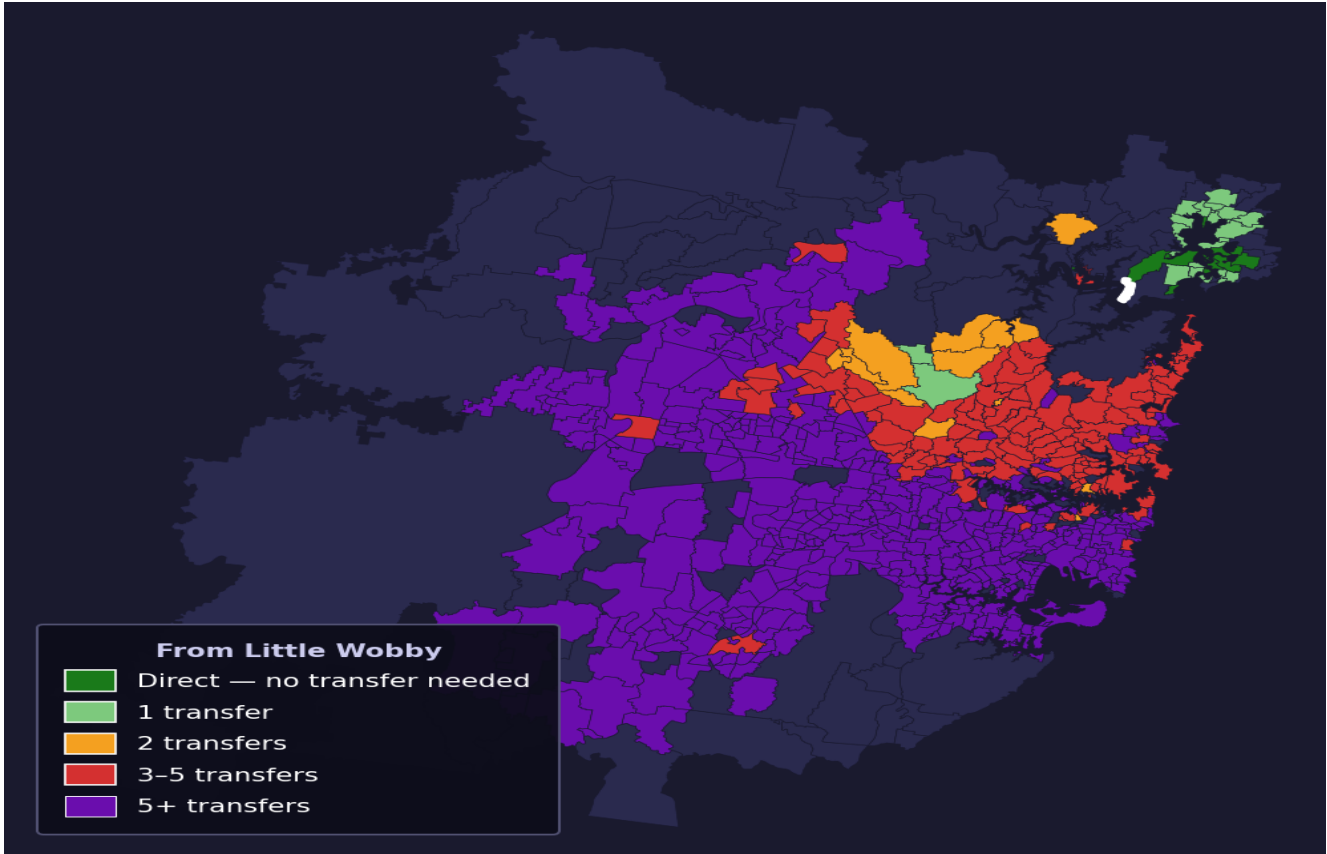 From Little Wobby
Direct — no transfer needed
1 transfer
2 transfers
3–5 transfers
5+ transfers